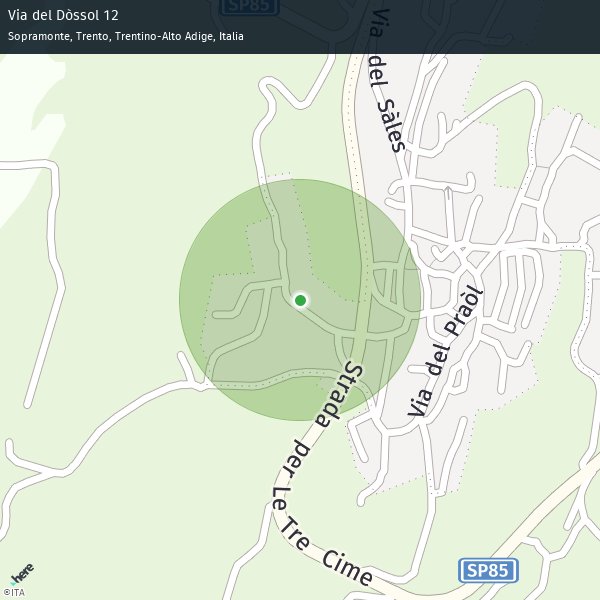 Via del Dòssol 12
Sopramonte, Trento, Trentino-Alto Adige, Italia
SP85
Via del Sàles
Via del Praòl
Strada per Le Tre Cime
SP85
here
©ITA